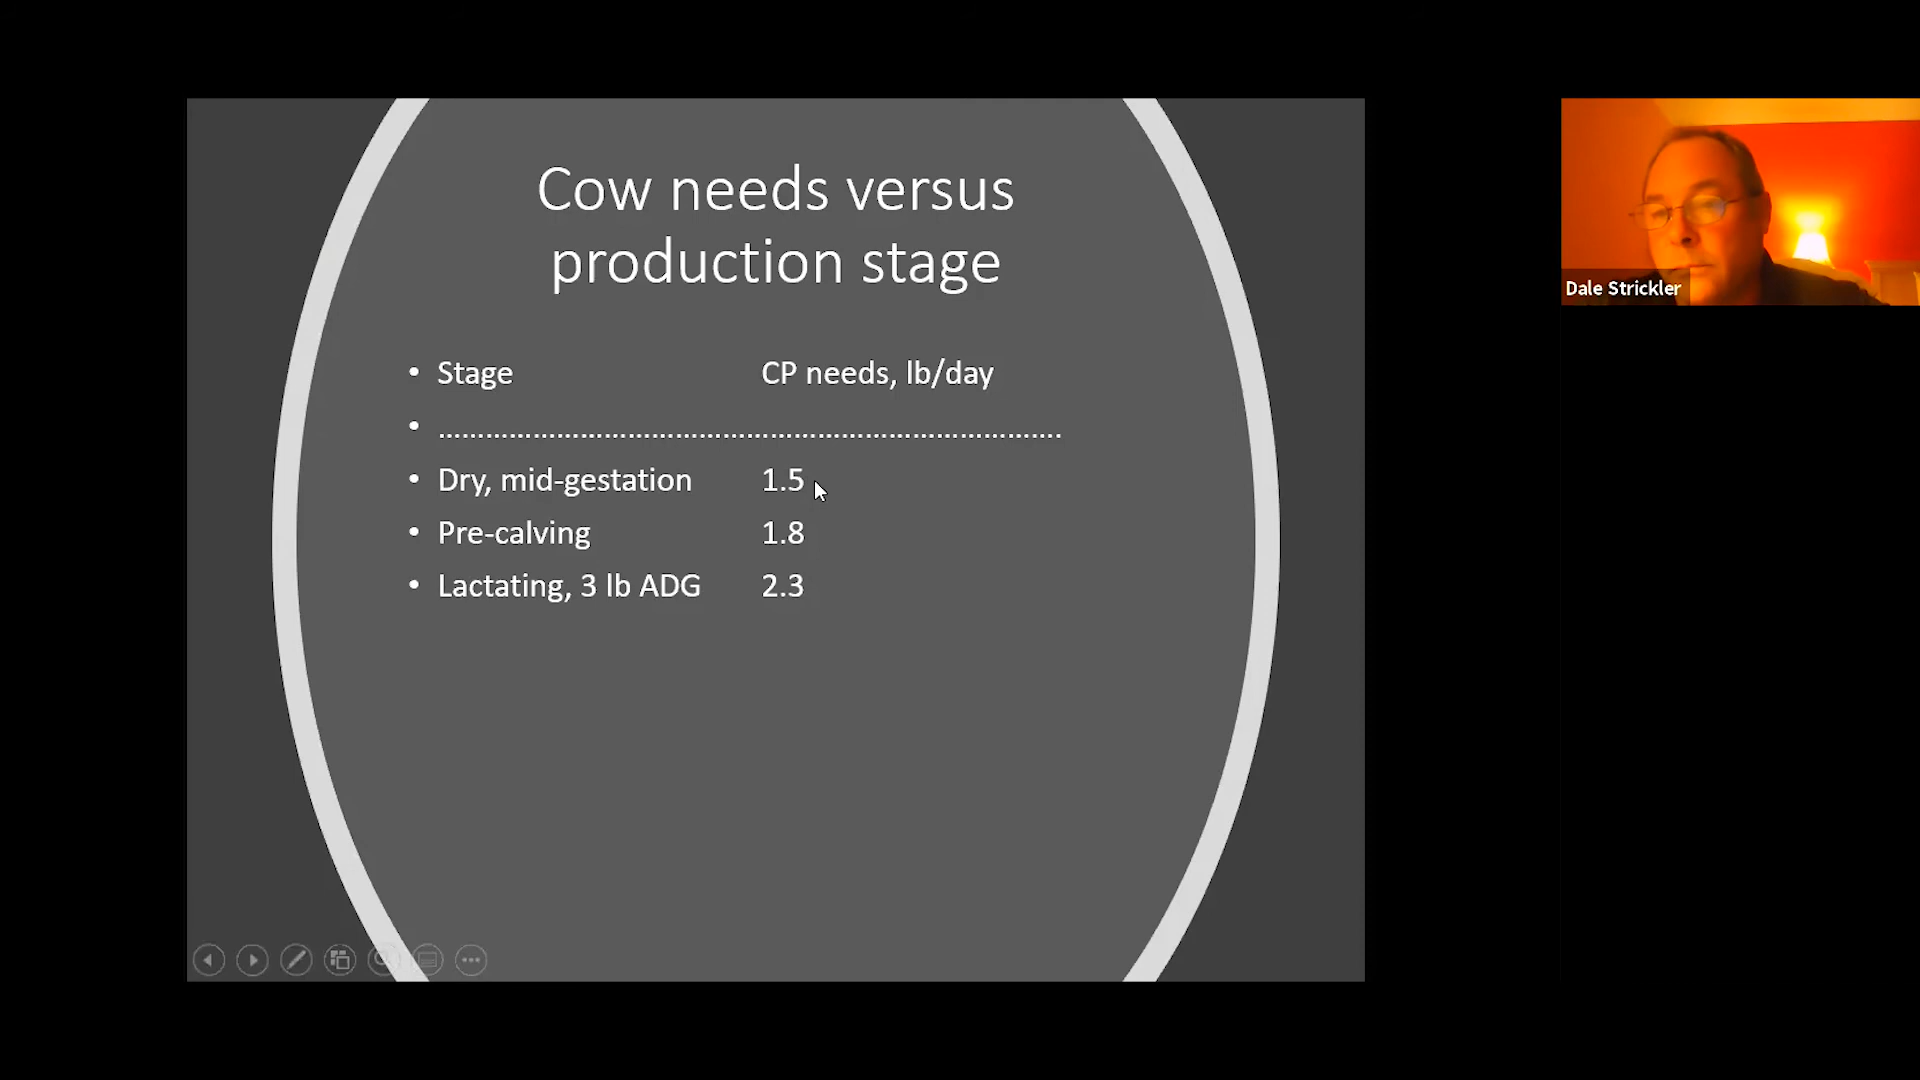 Cow needs versus
production stage
• Stage CP needs, lb/day
• ................................................................................
• Dry, mid-gestation 1.5
• Pre-calving 1.8
• Lactating, 3 lb ADG 2.3
Dale Strickler